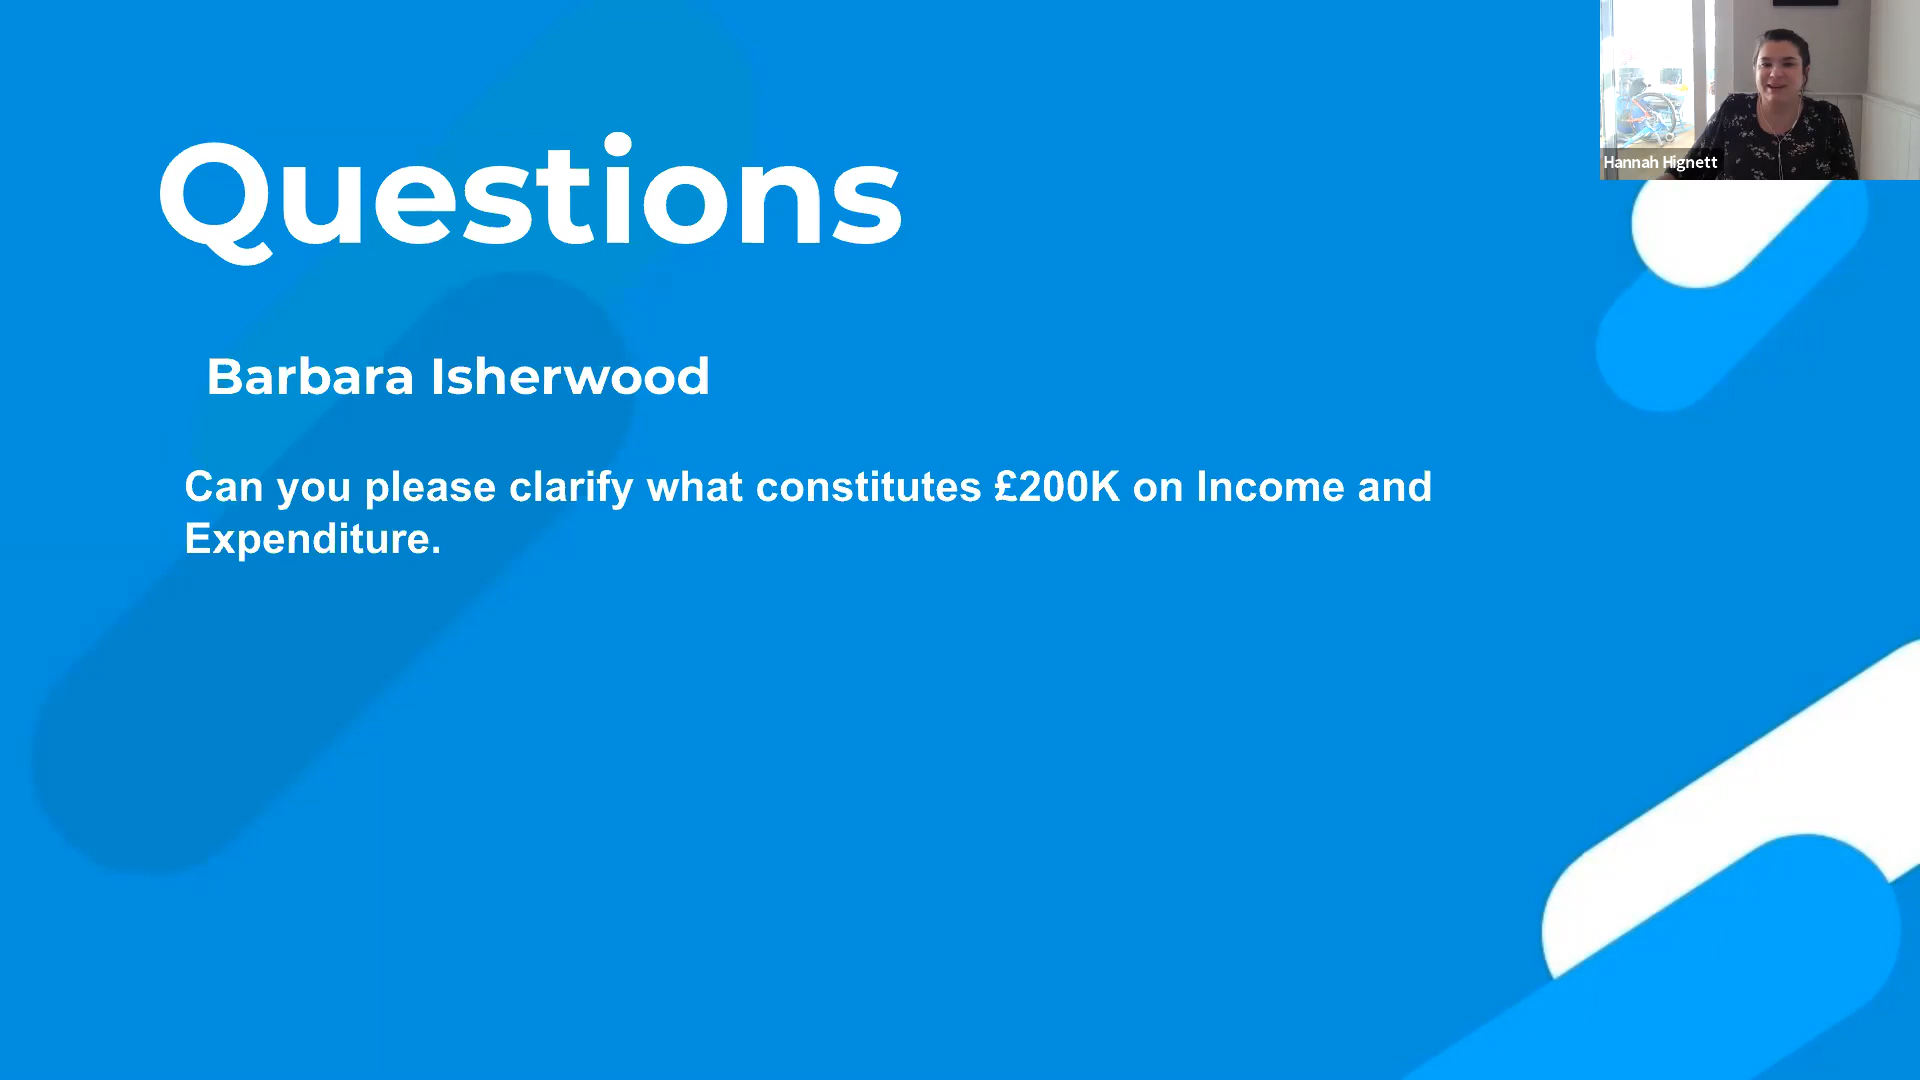 Questions
Hannah Hignett
Barbara Isherwood
Can you please clarify what constitutes £200K on Income and
Expenditure.